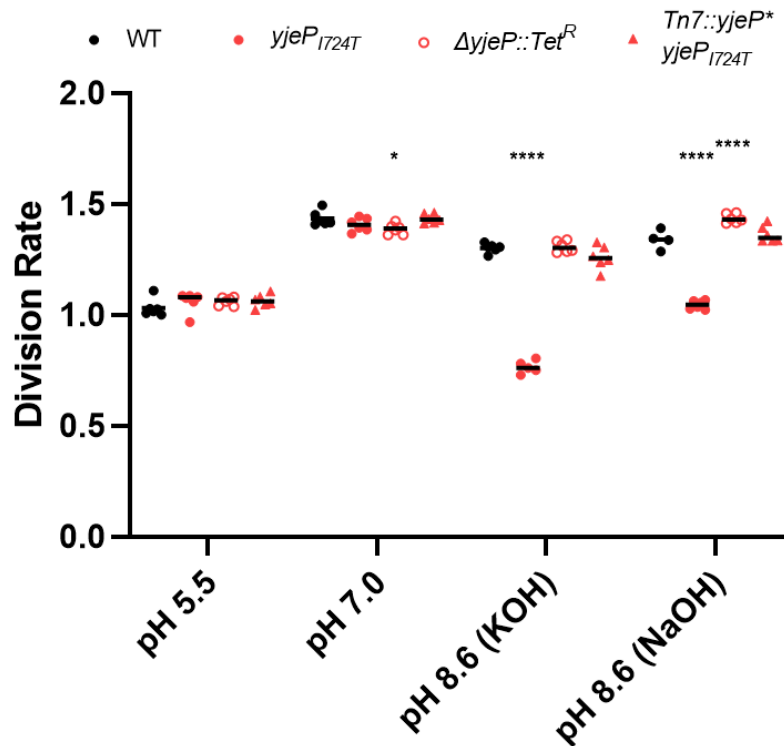 WT
yjeP I724T
ΔyjeP::Tet^R
Tn7::yjeP*
yjeP I724T
2.0
*
****
****
****
1.5
1.0
0.5
0.0
Division Rate
pH 5.5
pH 7.0
pH 8.6 (KOH)
pH 8.6 (NaOH)